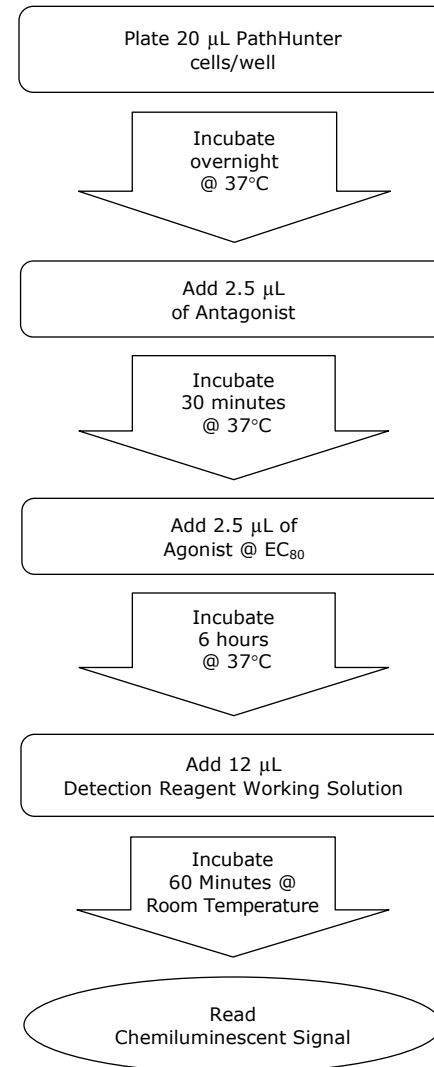 Plate 20 μL PathHunter
cells/well
Incubate
overnight
@ 37°C
Add 2.5 μL
of Antagonist
Incubate
30 minutes
@ 37°C
Add 2.5 μL of
Agonist @ EC₈₀
Incubate
6 hours
@ 37°C
Add 12 μL
Detection Reagent Working Solution
Incubate
60 Minutes @
Room Temperature
Read
Chemiluminescent Signal